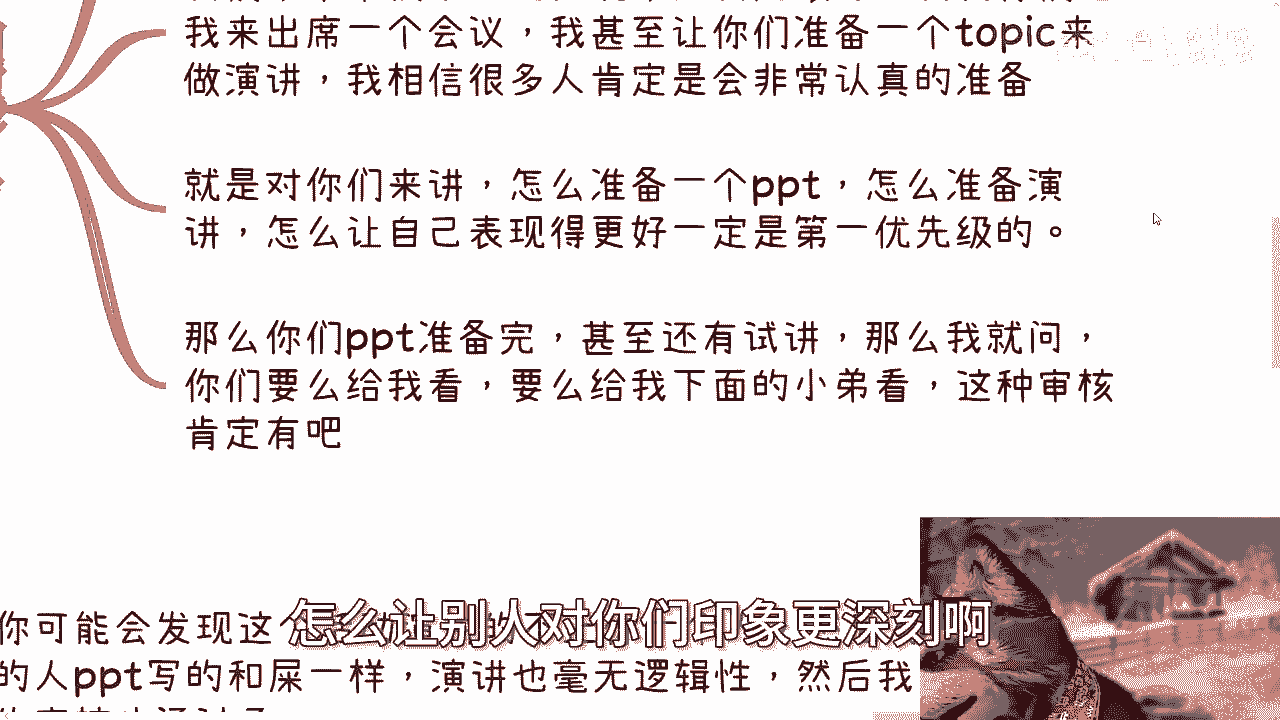 我来出席一个会议，我甚至让你们准备一个topic来
做演讲，我相信很多人肯定是会非常认真的准备
就是对你们来讲，怎么准备一个ppt，怎么准备演
讲，怎么让自己表现得更好一定是第一优先级的。
那么你们ppt准备完，甚至还有试讲，那么我就问，
你们要么给我看，要么给我下面的小弟看，这种审核
肯定有吧
你可能会发现这个
怎么让别人对你们印象更深刻啊
的人ppt写的和屎一样，演讲也毫无逻辑性，然后我